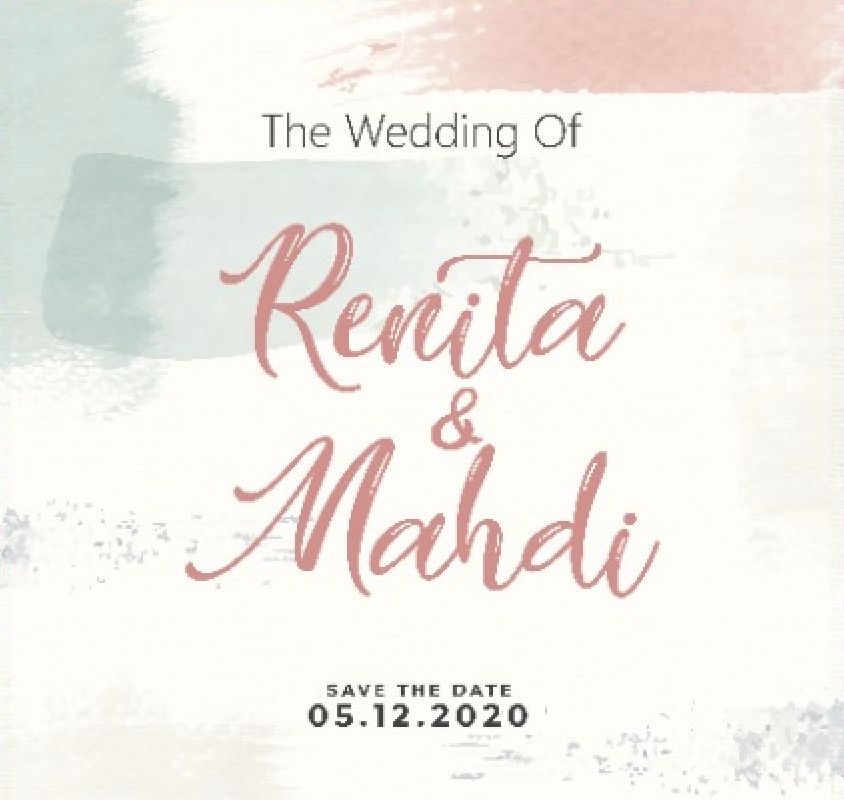 The Wedding Of
Renita
&
Mahdi
SAVE THE DATE
05.12.2020